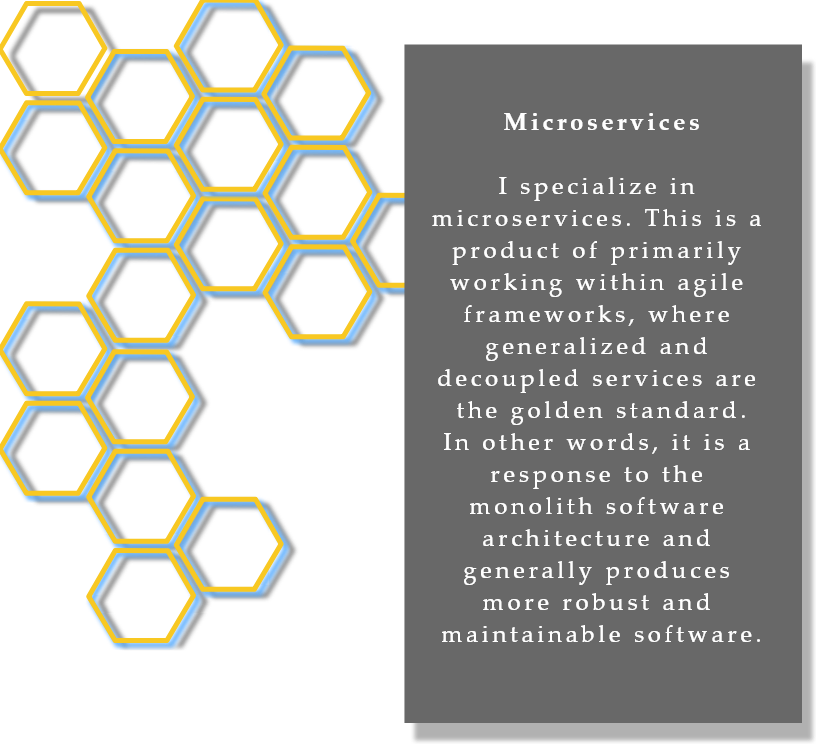 Microservices
I specialize in
microservices. This is a
product of primarily
working within agile
frameworks, where
generalized and
decoupled services are
the golden standard.
In other words, it is a
response to the
monolith software
architecture and
generally produces
more robust and
maintainable software.